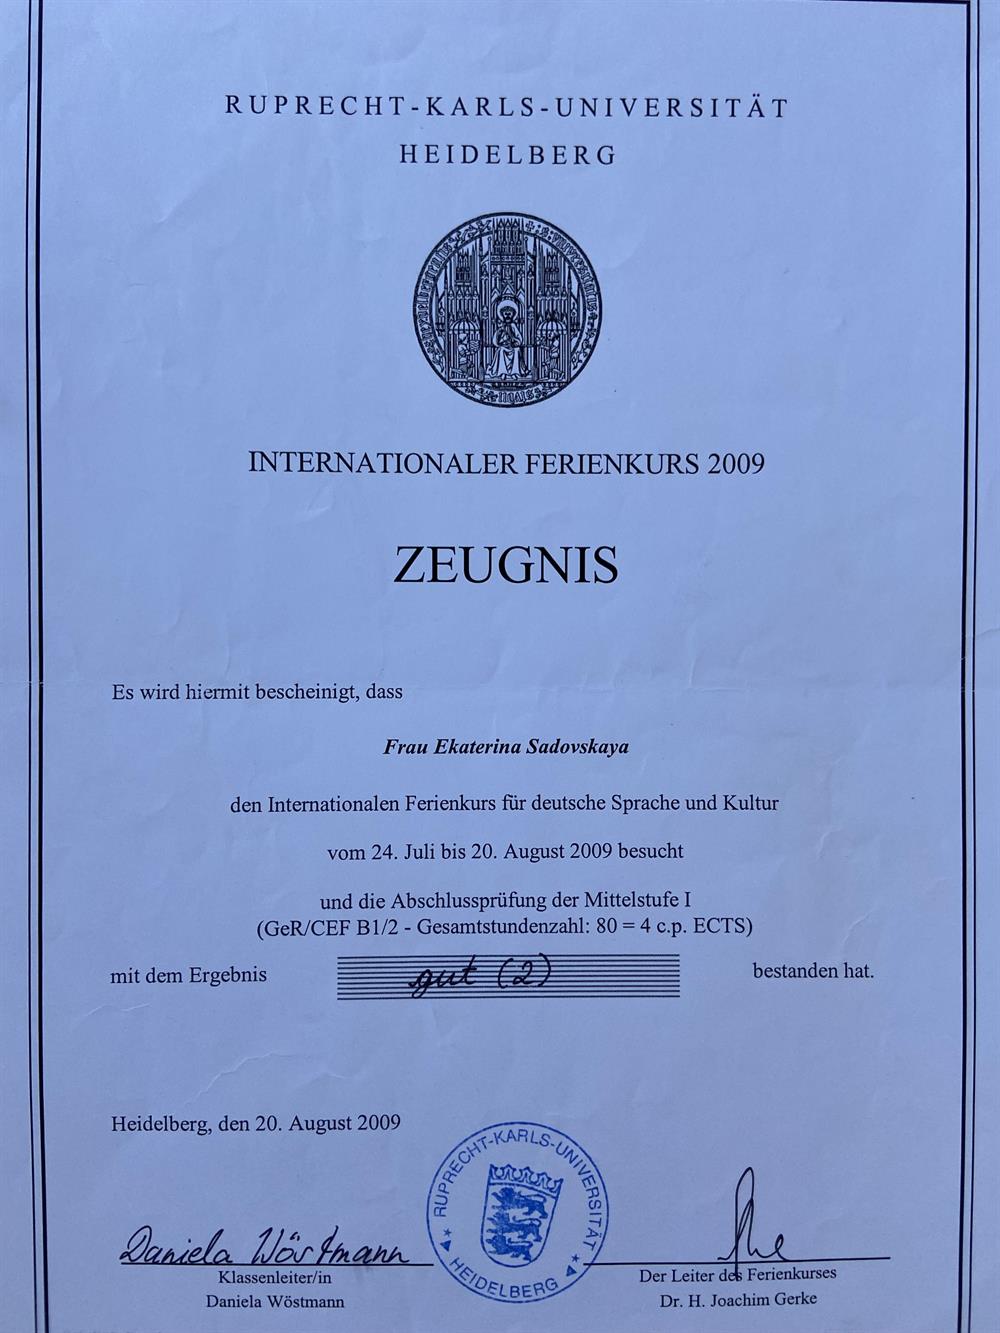 RUPRECHT-KARLS-UNIVERSITÄT
HEIDELBERG
INTERNATIONALER FERIENKURS 2009
ZEUGNIS
Es wird hiermit bescheinigt, dass
Frau Ekaterina Sadovskaya
den Internationalen Ferienkurs für deutsche Sprache und Kultur
vom 24. Juli bis 20. August 2009 besucht
und die Abschlussprüfung der Mittelstufe I
(GeR/CEF B1/2 - Gesamtstundenzahl: 80 = 4 c.p. ECTS)
mit dem Ergebnis gut (2) bestanden hat.
Heidelberg, den 20. August 2009
RUPRECHT-KARLS-UNIVERSITÄT
HEIDELBERG
Daniela Wöstmann
Klassenleiter/in
Daniela Wöstmann
Der Leiter des Ferienkurses
Dr. H. Joachim Gerke